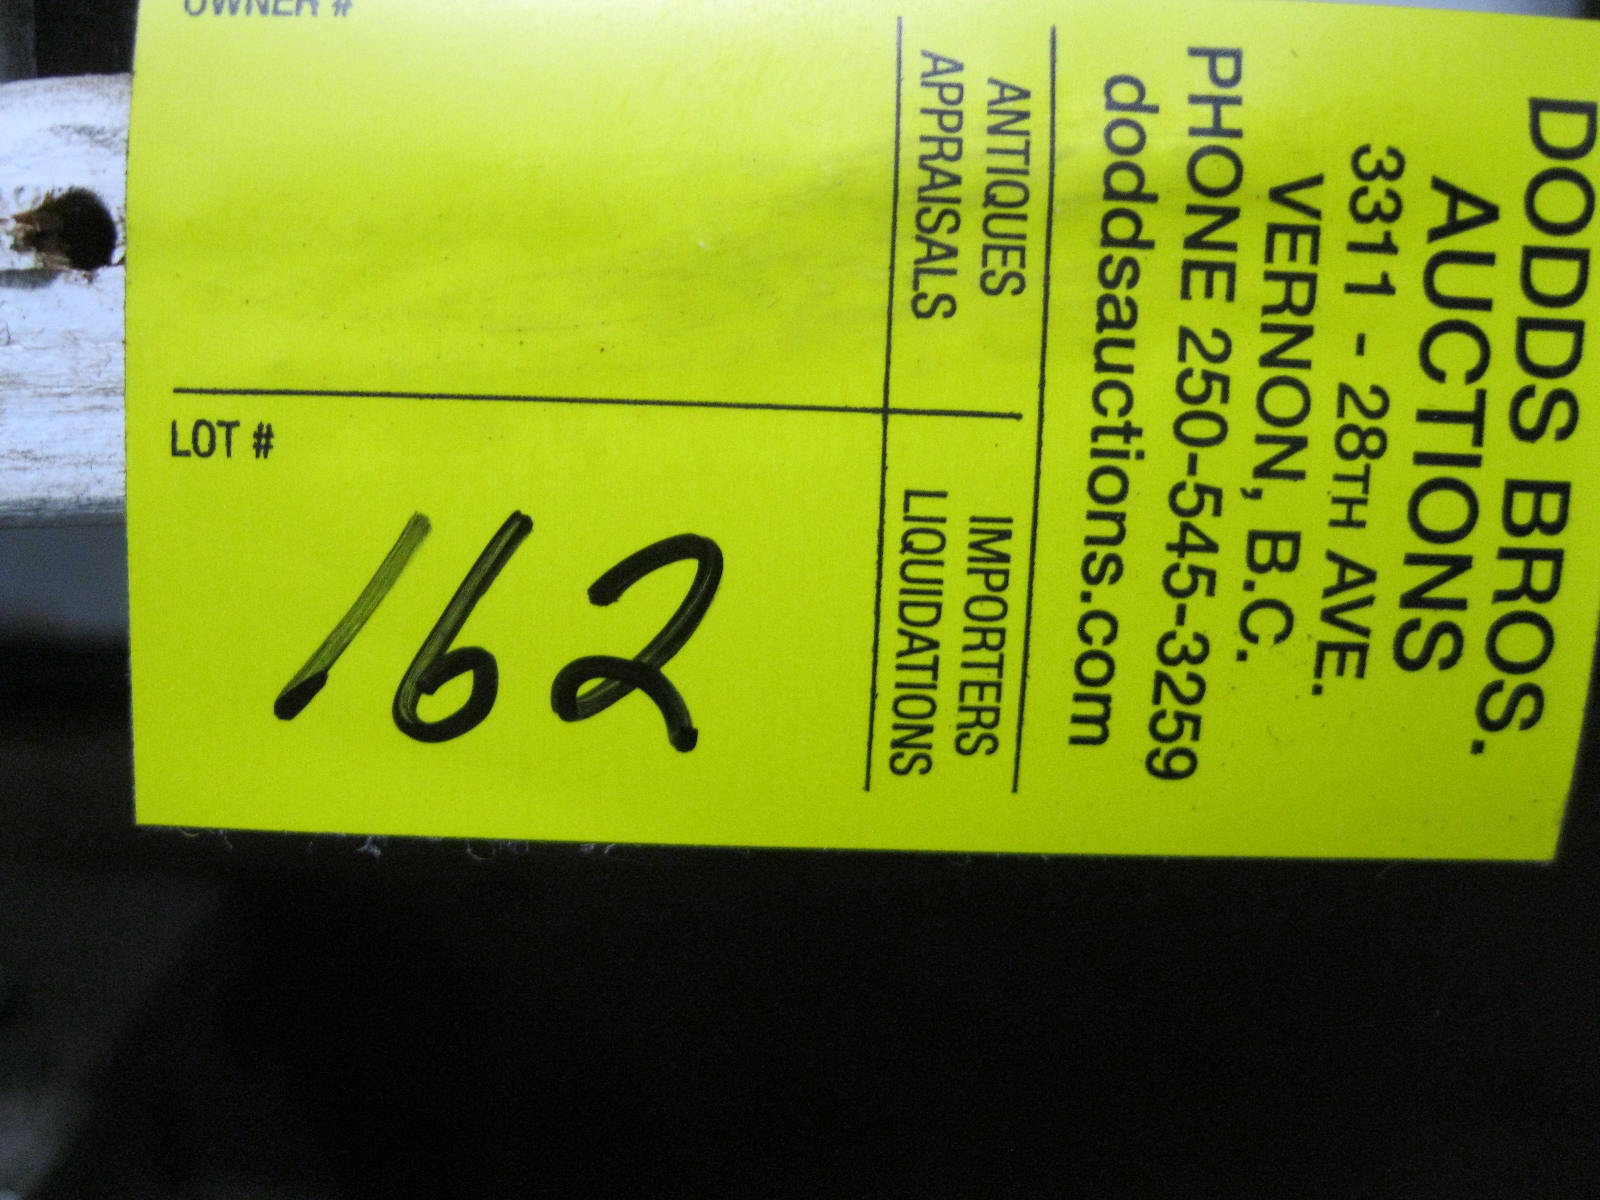 DODDS BROS.
AUCTIONS
3311 - 28TH AVE.
VERNON, B.C.
PHONE 250-545-3259
doddsauctions.com
ANTIQUES
APPRAISALS
IMPORTERS
LIQUIDATIONS
OWNER #
LOT #
162